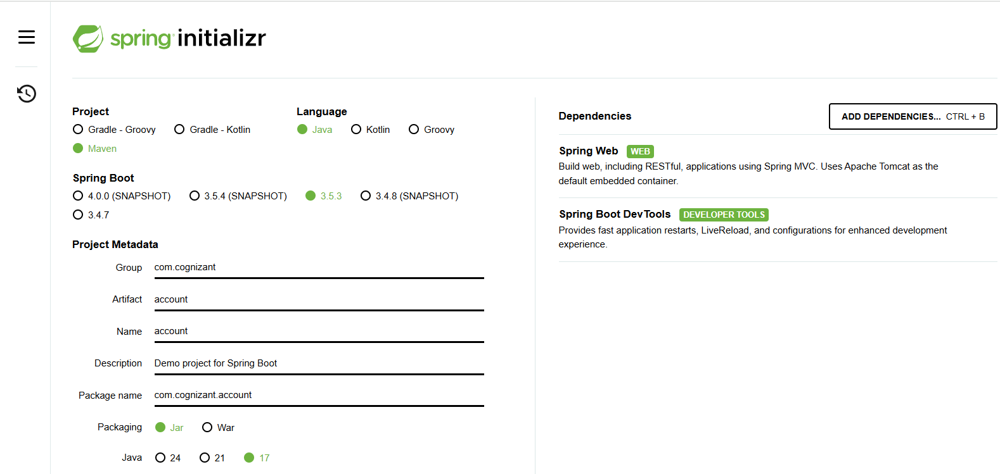 spring initializr
Project
Gradle - Groovy Gradle - Kotlin
Maven
Language
Java Kotlin Groovy
Spring Boot
4.0.0 (SNAPSHOT) 3.5.4 (SNAPSHOT) 3.5.3 3.4.8 (SNAPSHOT)
3.4.7
Project Metadata
Group com.cognizant
Artifact account
Name account
Description Demo project for Spring Boot
Package name com.cognizant.account
Packaging Jar War
Java 24 21 17
Dependencies ADD DEPENDENCIES... CTRL + B
Spring Web WEB
Build web, including RESTful, applications using Spring MVC. Uses Apache Tomcat as the
default embedded container.
Spring Boot DevTools DEVELOPER TOOLS
Provides fast application restarts, LiveReload, and configurations for enhanced development
experience.